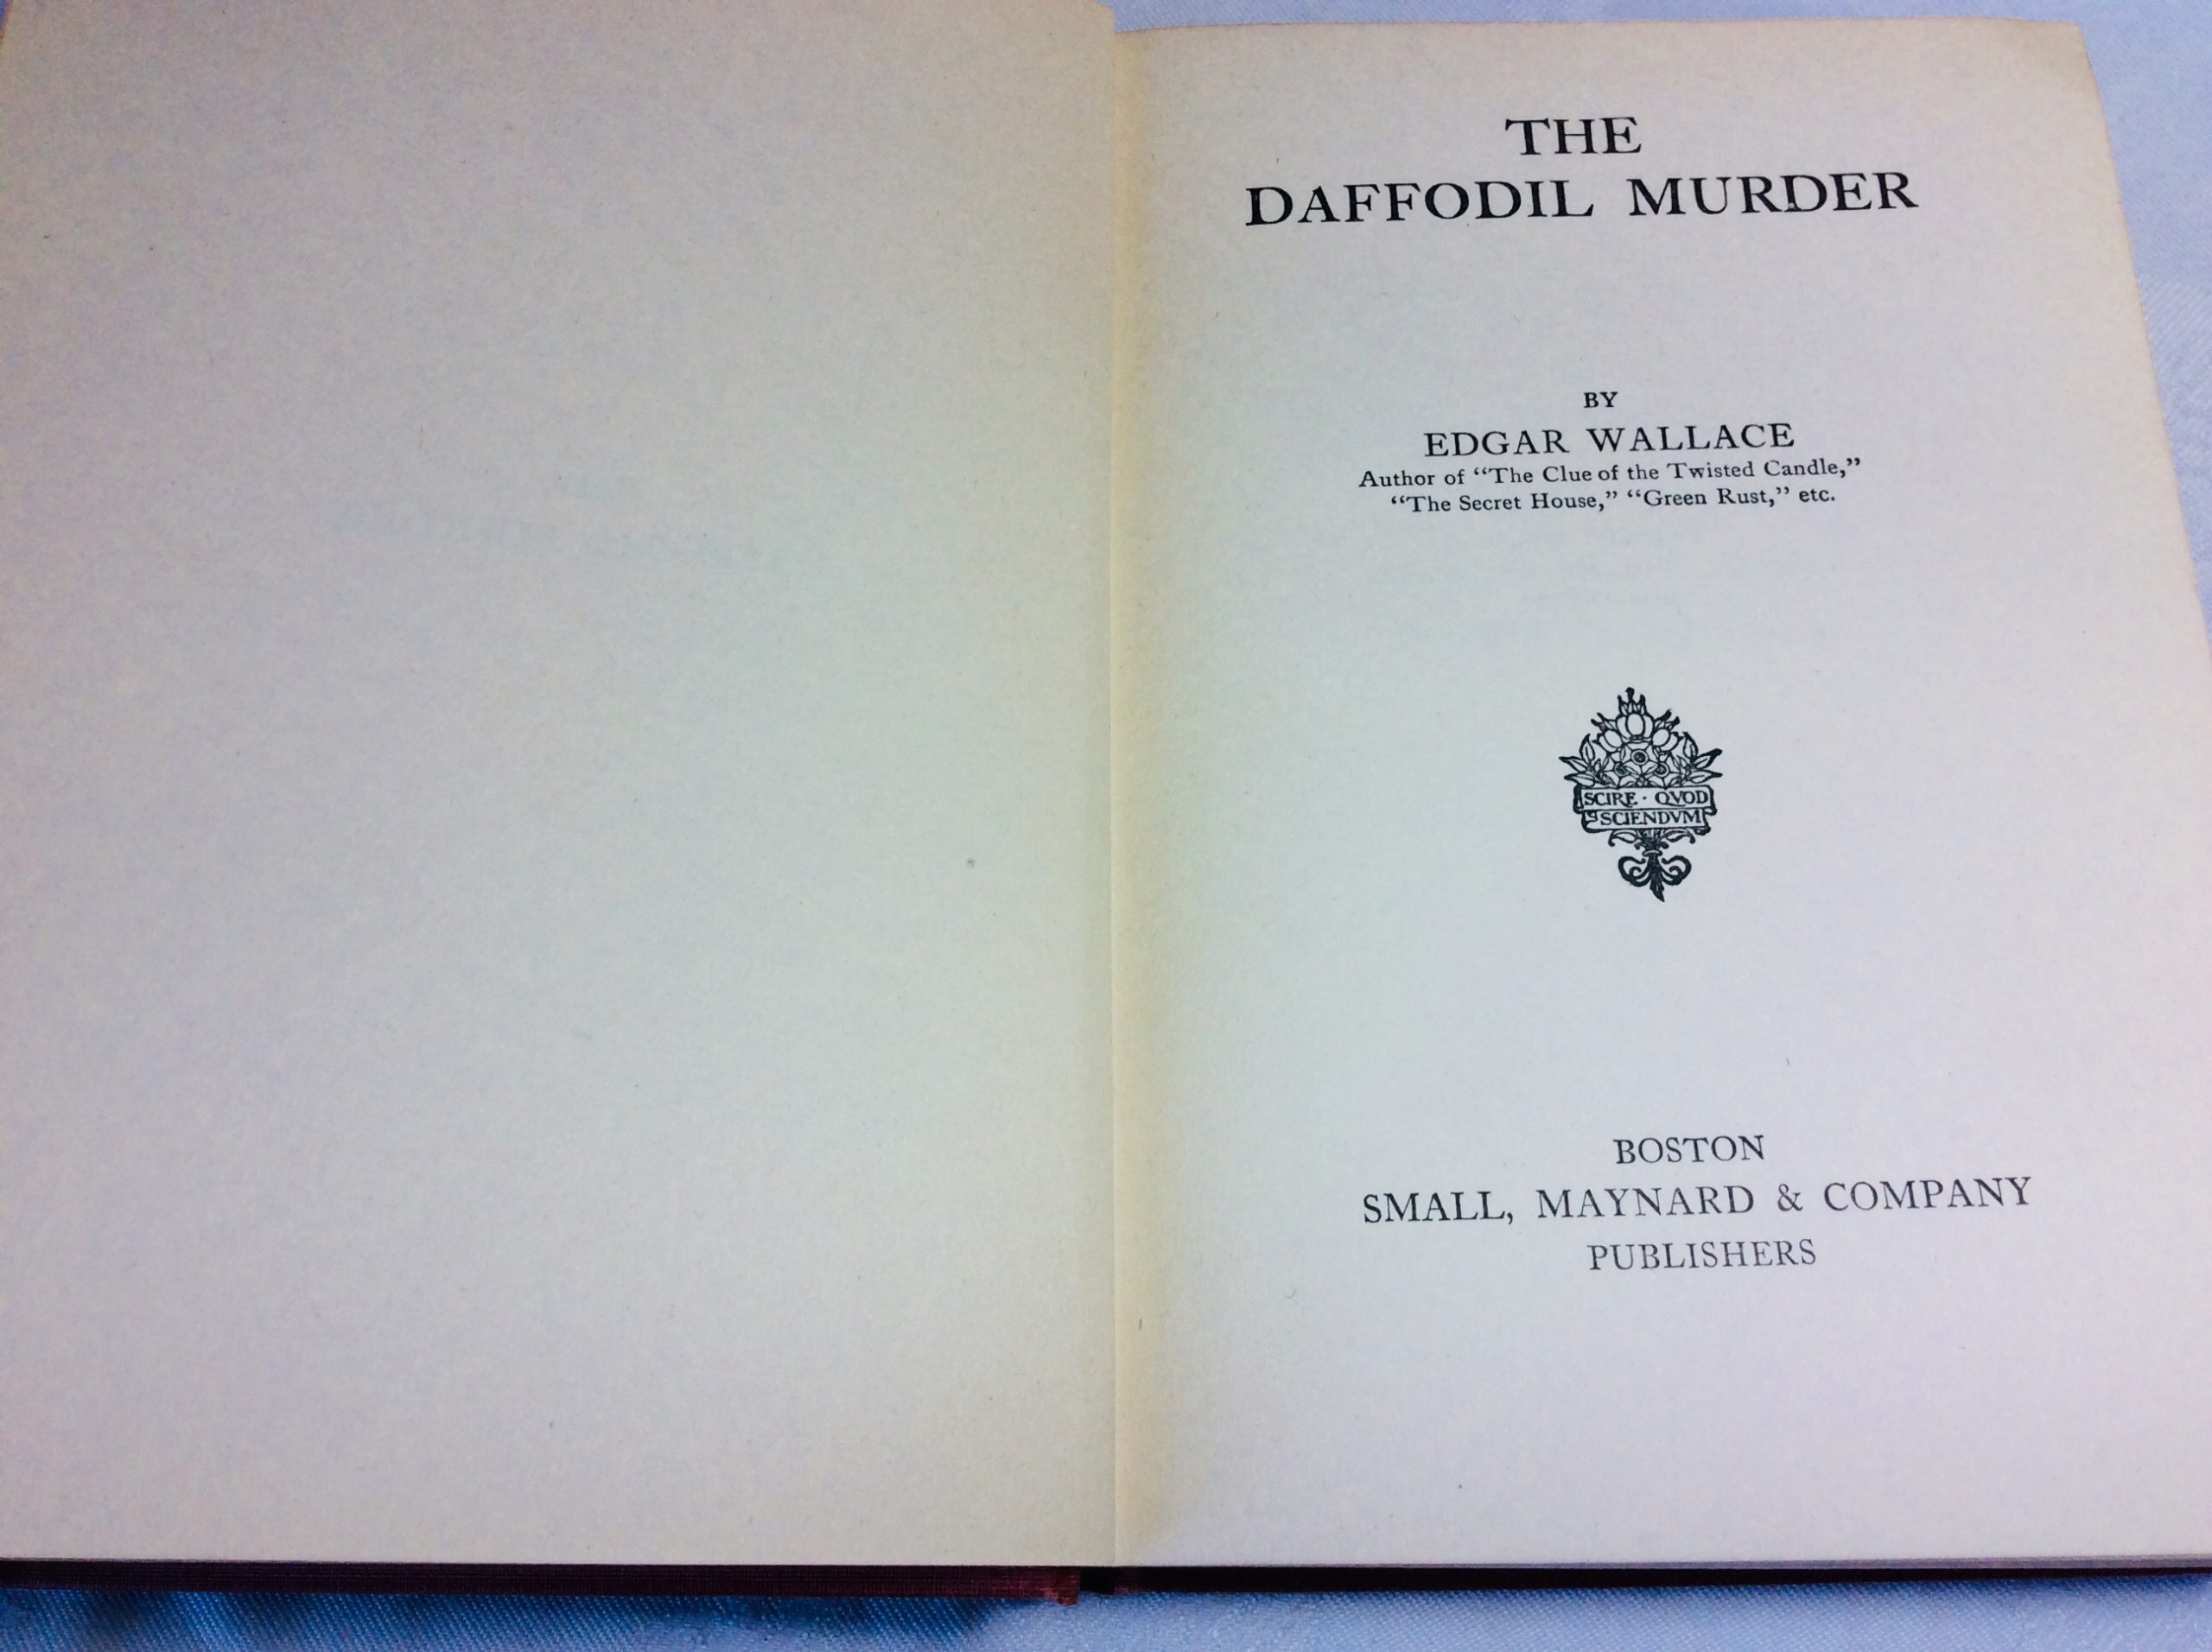 THE
DAFFODIL MURDER
BY
EDGAR WALLACE
Author of “The Clue of the Twisted Candle,”
“The Secret House,” “Green Rust,” etc.
SCIRE · QVOD
SCIENDVM
BOSTON
SMALL, MAYNARD & COMPANY
PUBLISHERS